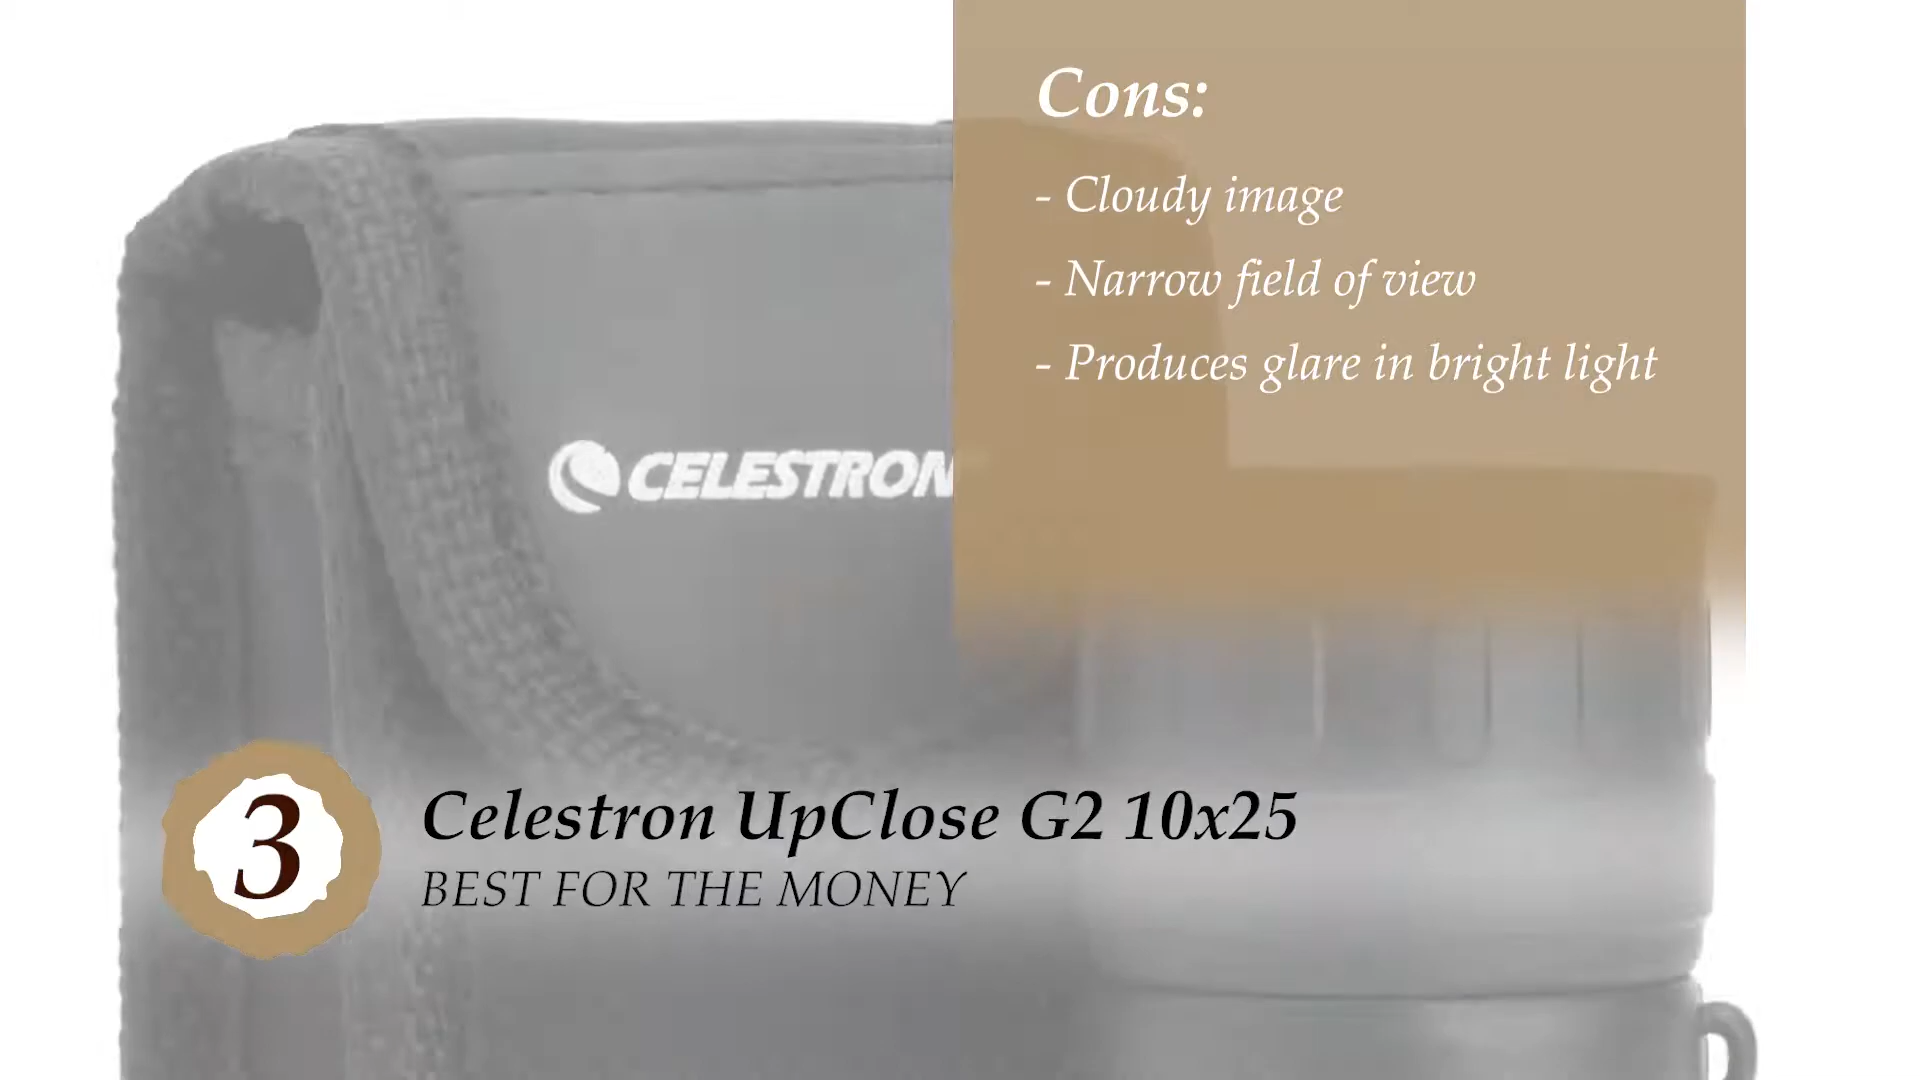 Cons:
- Cloudy image
- Narrow field of view
- Produces glare in bright light
CELESTRON
3
Celestron UpClose G2 10x25
BEST FOR THE MONEY